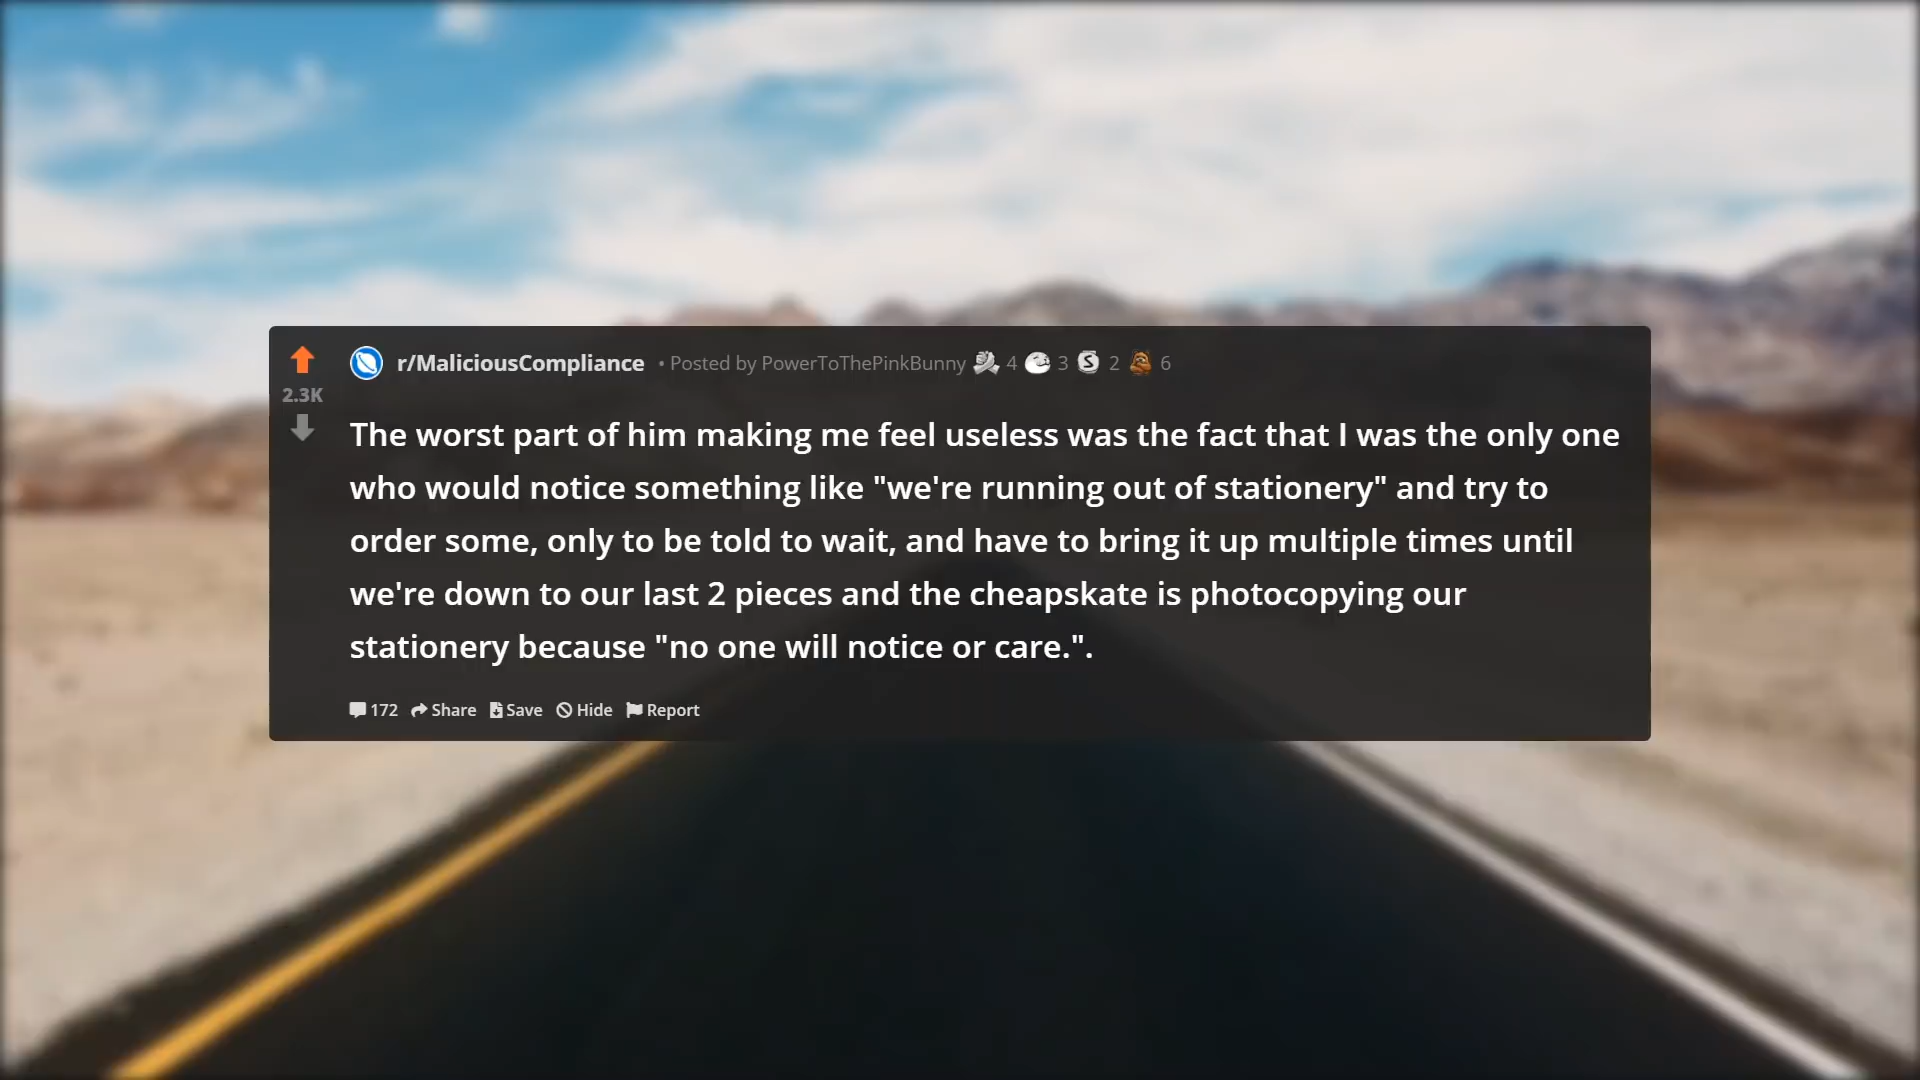 r/MaliciousCompliance • Posted by PowerToThePinkBunny 4 3 S 2 6
2.3K
The worst part of him making me feel useless was the fact that I was the only one
who would notice something like "we're running out of stationery" and try to
order some, only to be told to wait, and have to bring it up multiple times until
we're down to our last 2 pieces and the cheapskate is photocopying our
stationery because "no one will notice or care.".
172 Share Save Hide Report